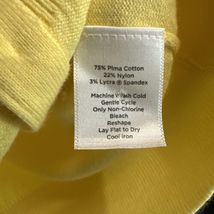 75% Pima Cotton
22% Nylon
3% Lycra ® Spandex
Machine Wash Cold
Gentle Cycle
Only Non-Chlorine
Bleach
Reshape
Lay Flat to Dry
Cool Iron